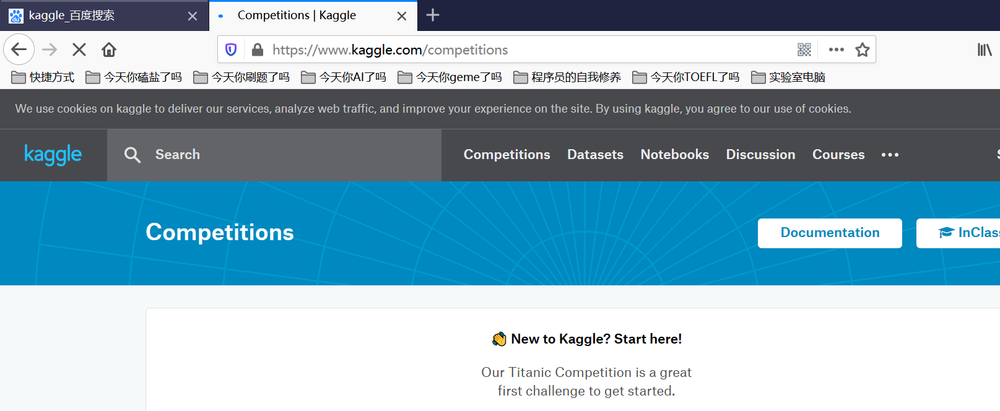 kaggle_百度搜索
Competitions | Kaggle
https://www.kaggle.com/competitions
快捷方式 今天你磕盐了吗 今天你刷题了吗 今天你AI了吗 今天你geme了吗 程序员的自我修养 今天你TOEFL了吗 实验室电脑
We use cookies on kaggle to deliver our services, analyze web traffic, and improve your experience on the site. By using kaggle, you agree to our use of cookies.
kaggle Search Competitions Datasets Notebooks Discussion Courses
Competitions Documentation InClas
👏 New to Kaggle? Start here!
Our Titanic Competition is a great
first challenge to get started.